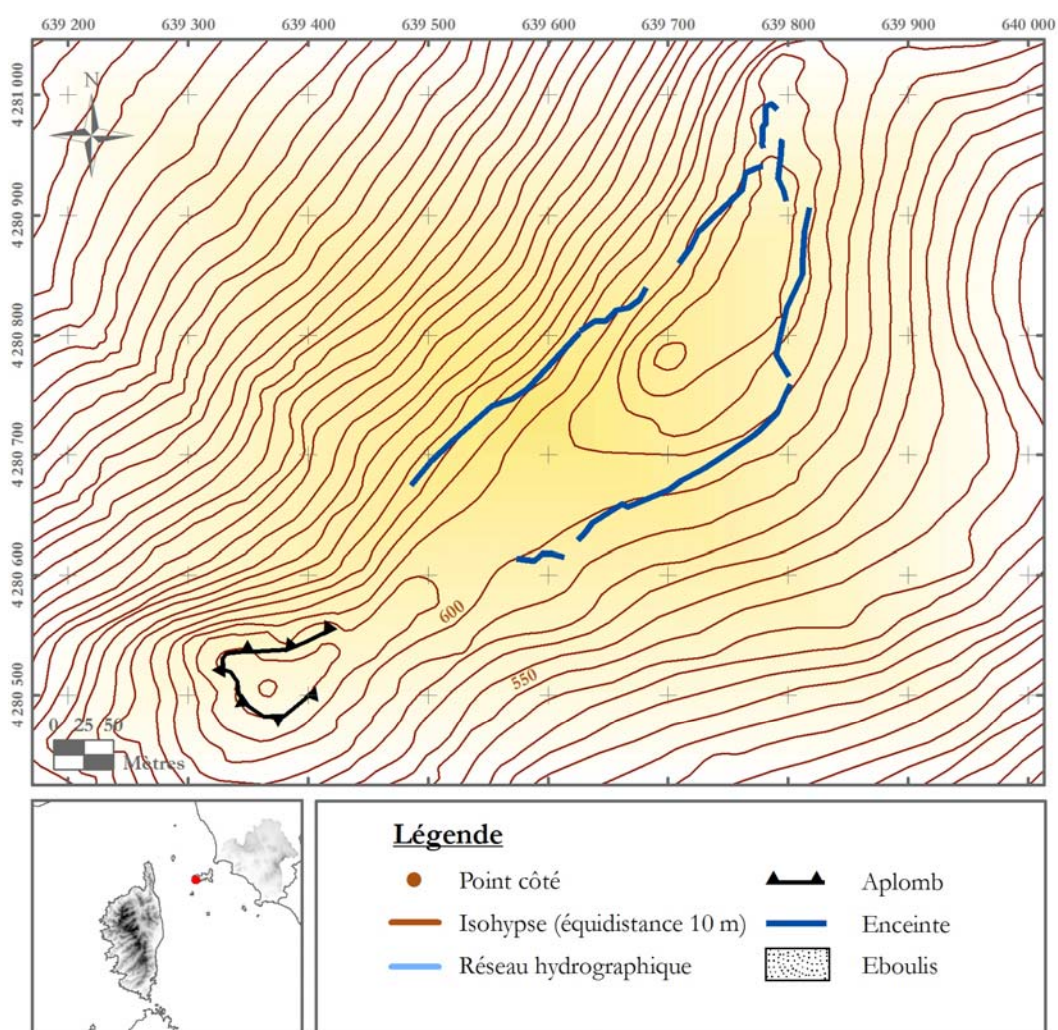 639 200 639 300 639 400 639 500 639 600 639 700 639 800 639 900 640 000
4 281 000
4 280 900
4 280 800
4 280 700
4 280 600
4 280 500
N
600
550
0 25 50
Mètres
Légende
Point côté
Isohypse (équidistance 10 m)
Réseau hydrographique
Aplomb
Enceinte
Eboulis